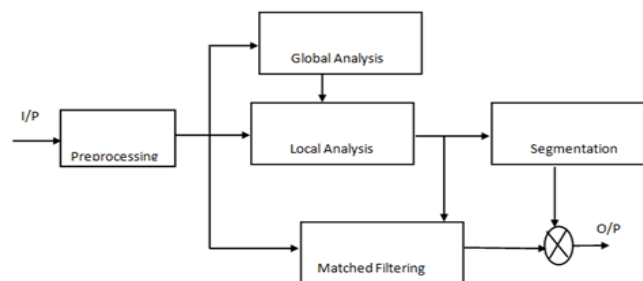 Global Analysis
I/P
Preprocessing
Local Analysis
Segmentation
O/P
Matched Filtering